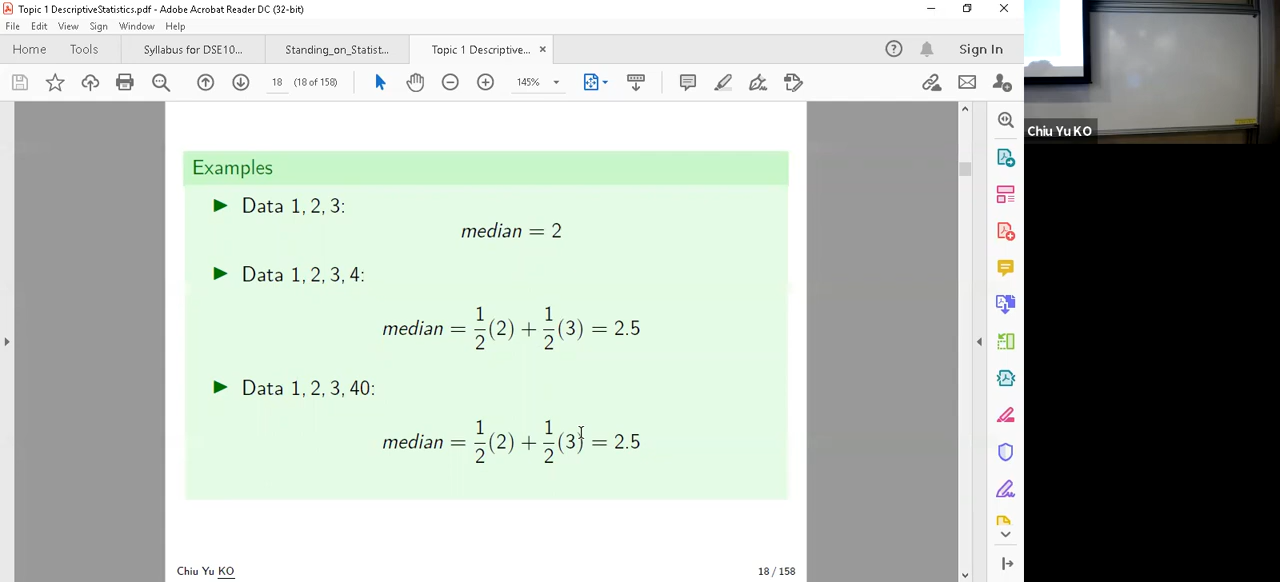 Topic 1 DescriptiveStatistics.pdf - Adobe Acrobat Reader DC (32-bit)
File Edit View Sign Window Help
Home Tools Syllabus for DSE10... Standing_on_Statist... Topic 1 Descriptive... Sign In
18 (18 of 158) 145%
Chiu Yu KO
Examples
Data 1, 2, 3:
median = 2
Data 1, 2, 3, 4:
median = 1/2(2) + 1/2(3) = 2.5
Data 1, 2, 3, 40:
median = 1/2(2) + 1/2(3) = 2.5
Chiu Yu KO 18 / 158